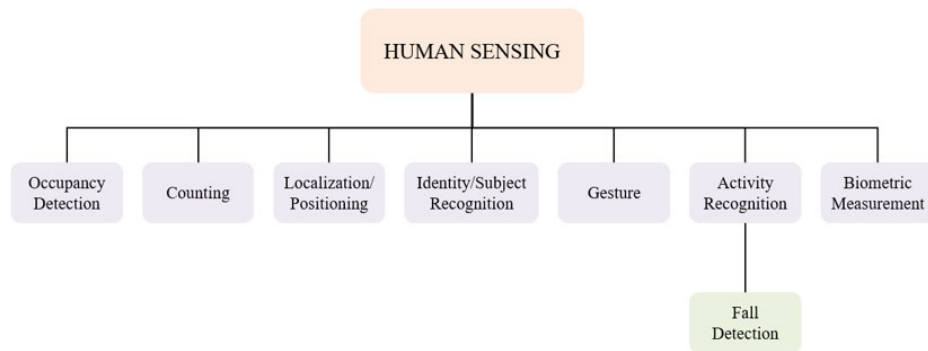 HUMAN SENSING
Occupancy
Detection
Counting
Localization/
Positioning
Identity/Subject
Recognition
Gesture
Activity
Recognition
Biometric
Measurement
Fall
Detection